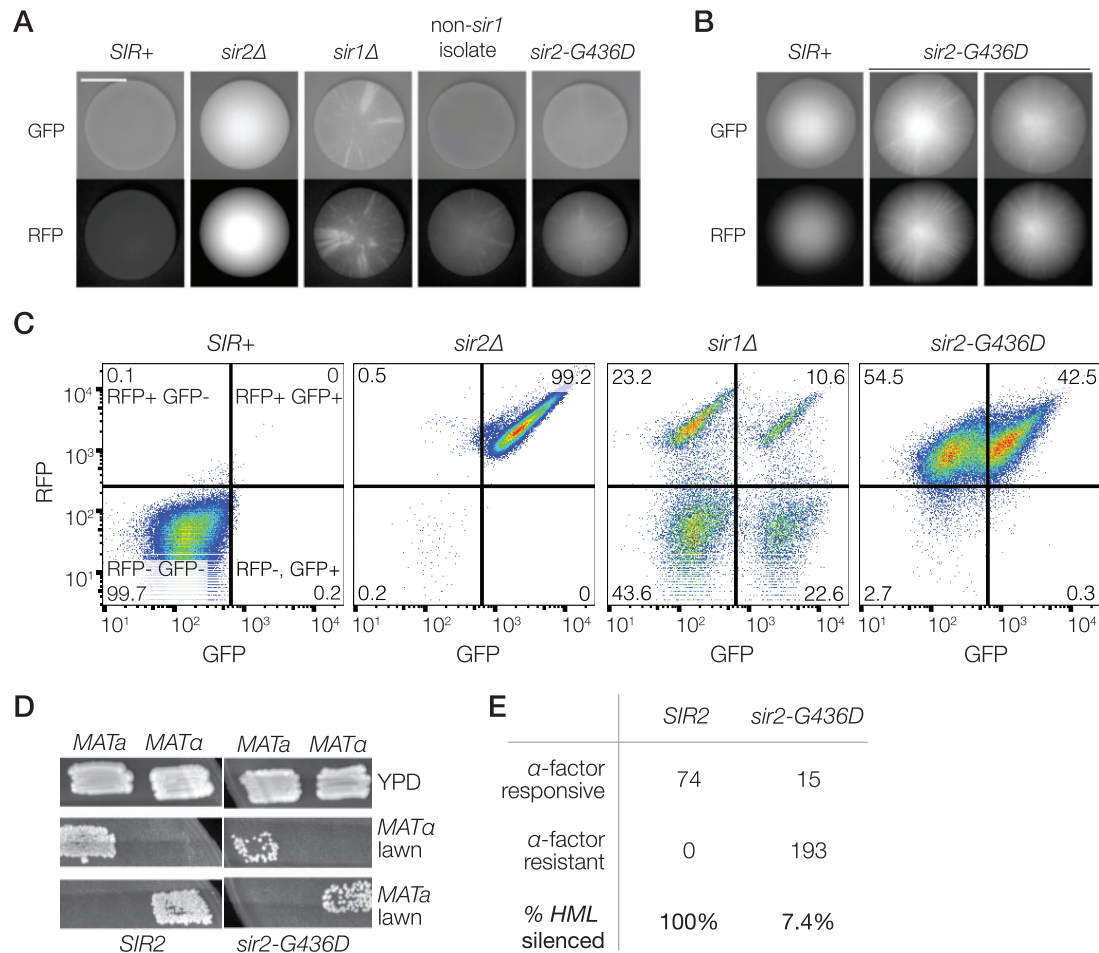 A
SIR+
sir2Δ
sir1Δ
non-sir1
isolate
sir2-G436D
GFP
RFP
B
SIR+
sir2-G436D
GFP
RFP
C
SIR+
sir2Δ
sir1Δ
sir2-G436D
0.1
0
RFP+ GFP-
RFP+ GFP+
RFP- GFP-
RFP-, GFP+
99.7
0.2
0.5
99.2
0.2
0
23.2
10.6
43.6
22.6
54.5
42.5
2.7
0.3
RFP
10⁴
10³
10²
10¹
10¹ 10² 10³ 10⁴
10¹ 10² 10³ 10⁴
10¹ 10² 10³ 10⁴
10¹ 10² 10³ 10⁴
GFP
GFP
GFP
GFP
D
MATa MATα MATa MATα
YPD
MATα
lawn
MATa
lawn
SIR2
sir2-G436D
E
SIR2 sir2-G436D
α-factor
responsive
74 15
α-factor
resistant
0 193
% HML
silenced
100% 7.4%